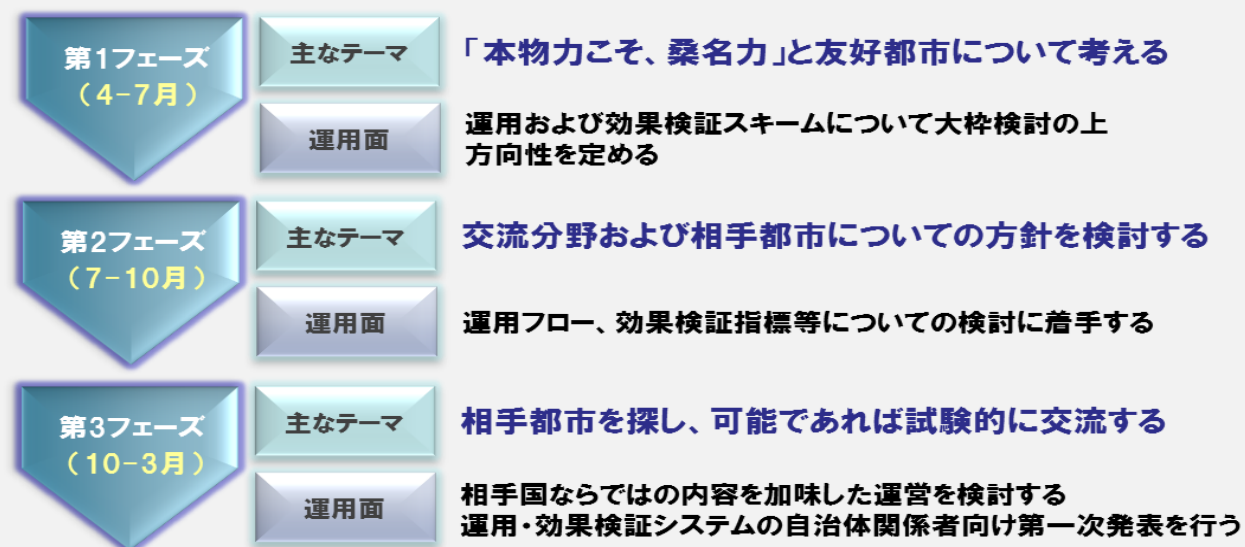 第1フェーズ
（4-7月）
主なテーマ
「本物力こそ、桑名力」と友好都市について考える
運用面
運用および効果検証スキームについて大枠検討の上
方向性を定める
第2フェーズ
（7-10月）
主なテーマ
交流分野および相手都市についての方針を検討する
運用面
運用フロー、効果検証指標等についての検討に着手する
第3フェーズ
（10-3月）
主なテーマ
相手都市を探し、可能であれば試験的に交流する
運用面
相手国ならではの内容を加味した運営を検討する
運用・効果検証システムの自治体関係者向け第一次発表を行う